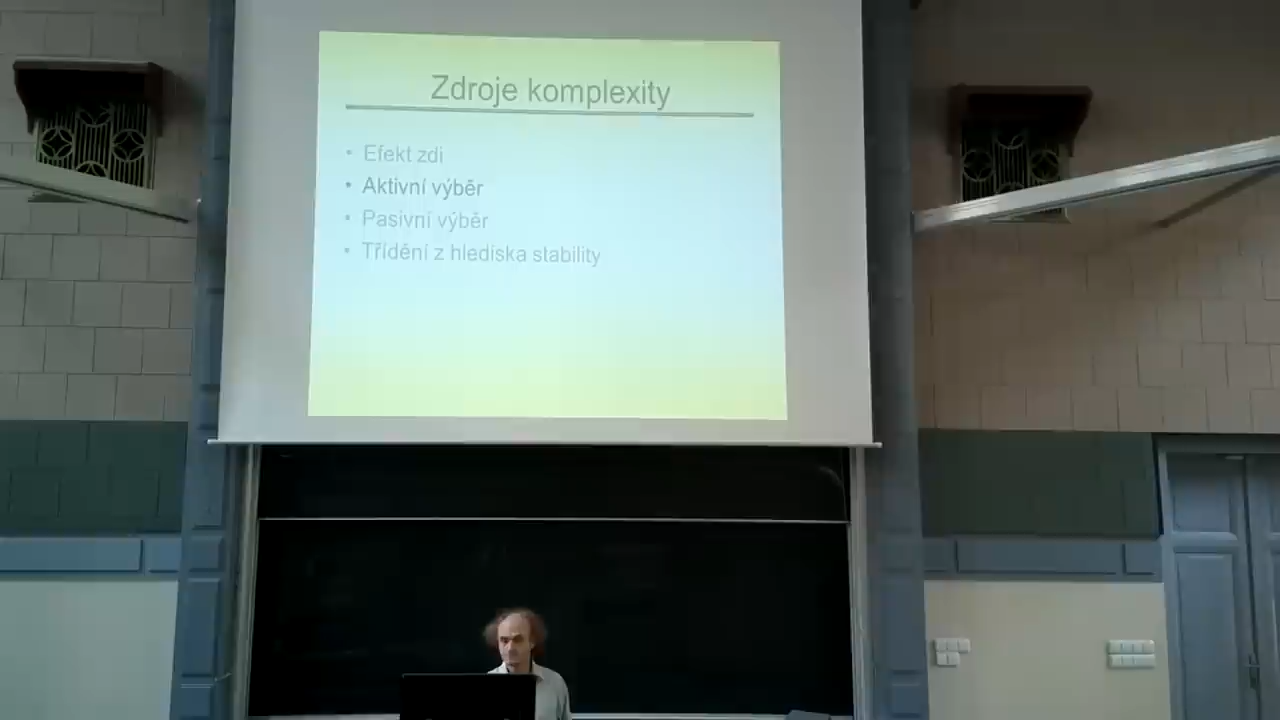 Zdroje komplexity
• Efekt zdi
• Aktivní výběr
• Pasivní výběr
• Třídění z hlediska stability